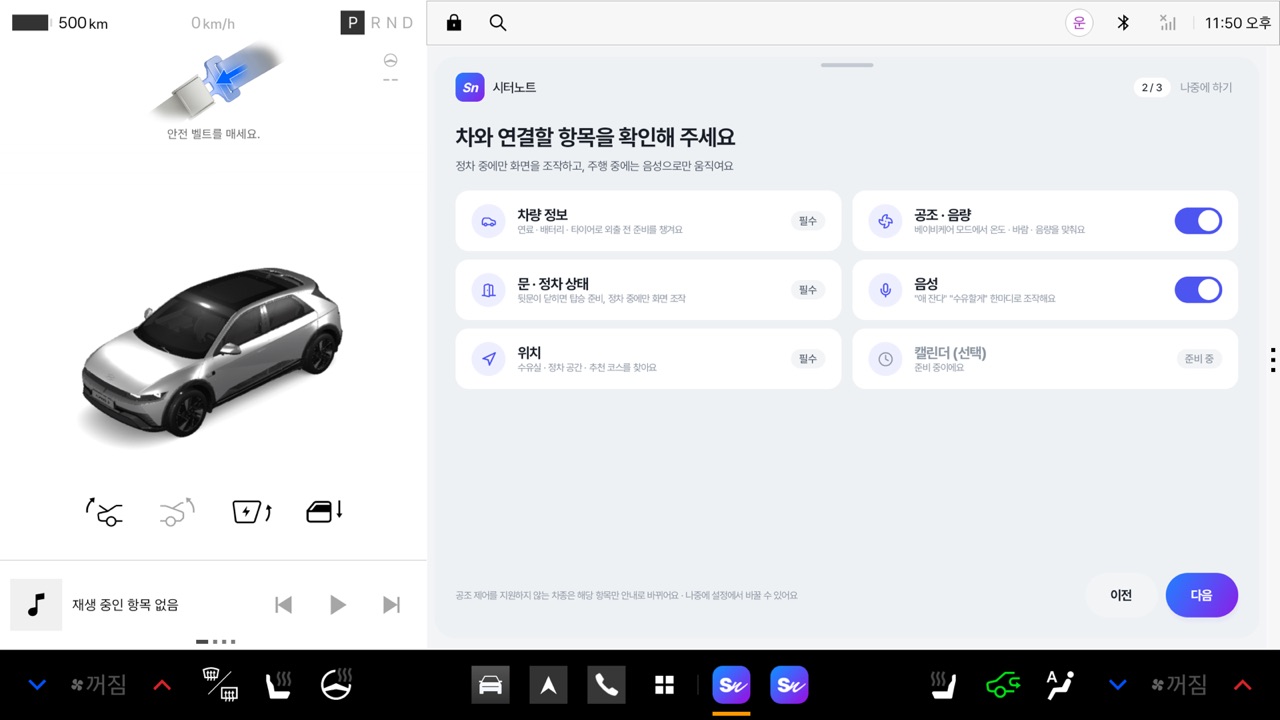 500 km
0 km/h
P R N D
운
11:50 오후
안전 벨트를 매세요.
--
Sn 시터노트
2 / 3
나중에 하기
차와 연결할 항목을 확인해 주세요
정차 중에만 화면을 조작하고, 주행 중에는 음성으로만 움직여요
차량 정보
연료 · 배터리 · 타이어로 외출 전 준비를 챙겨요
필수
공조 · 음량
베이비케어 모드에서 온도 · 바람 · 음량을 맞춰요
문 · 정차 상태
뒷문이 닫히면 탑승 준비, 정차 중에만 화면 조작
필수
음성
"애 잔다" "수유할게" 한마디로 조작해요
위치
수유실 · 정차 공간 · 추천 코스를 찾아요
필수
캘린더 (선택)
준비 중이에요
준비 중
공조 제어를 지원하지 않는 차종은 해당 항목만 안내로 바뀌어요 · 나중에 설정에서 바꿀 수 있어요
이전
다음
재생 중인 항목 없음
꺼짐
A
꺼짐